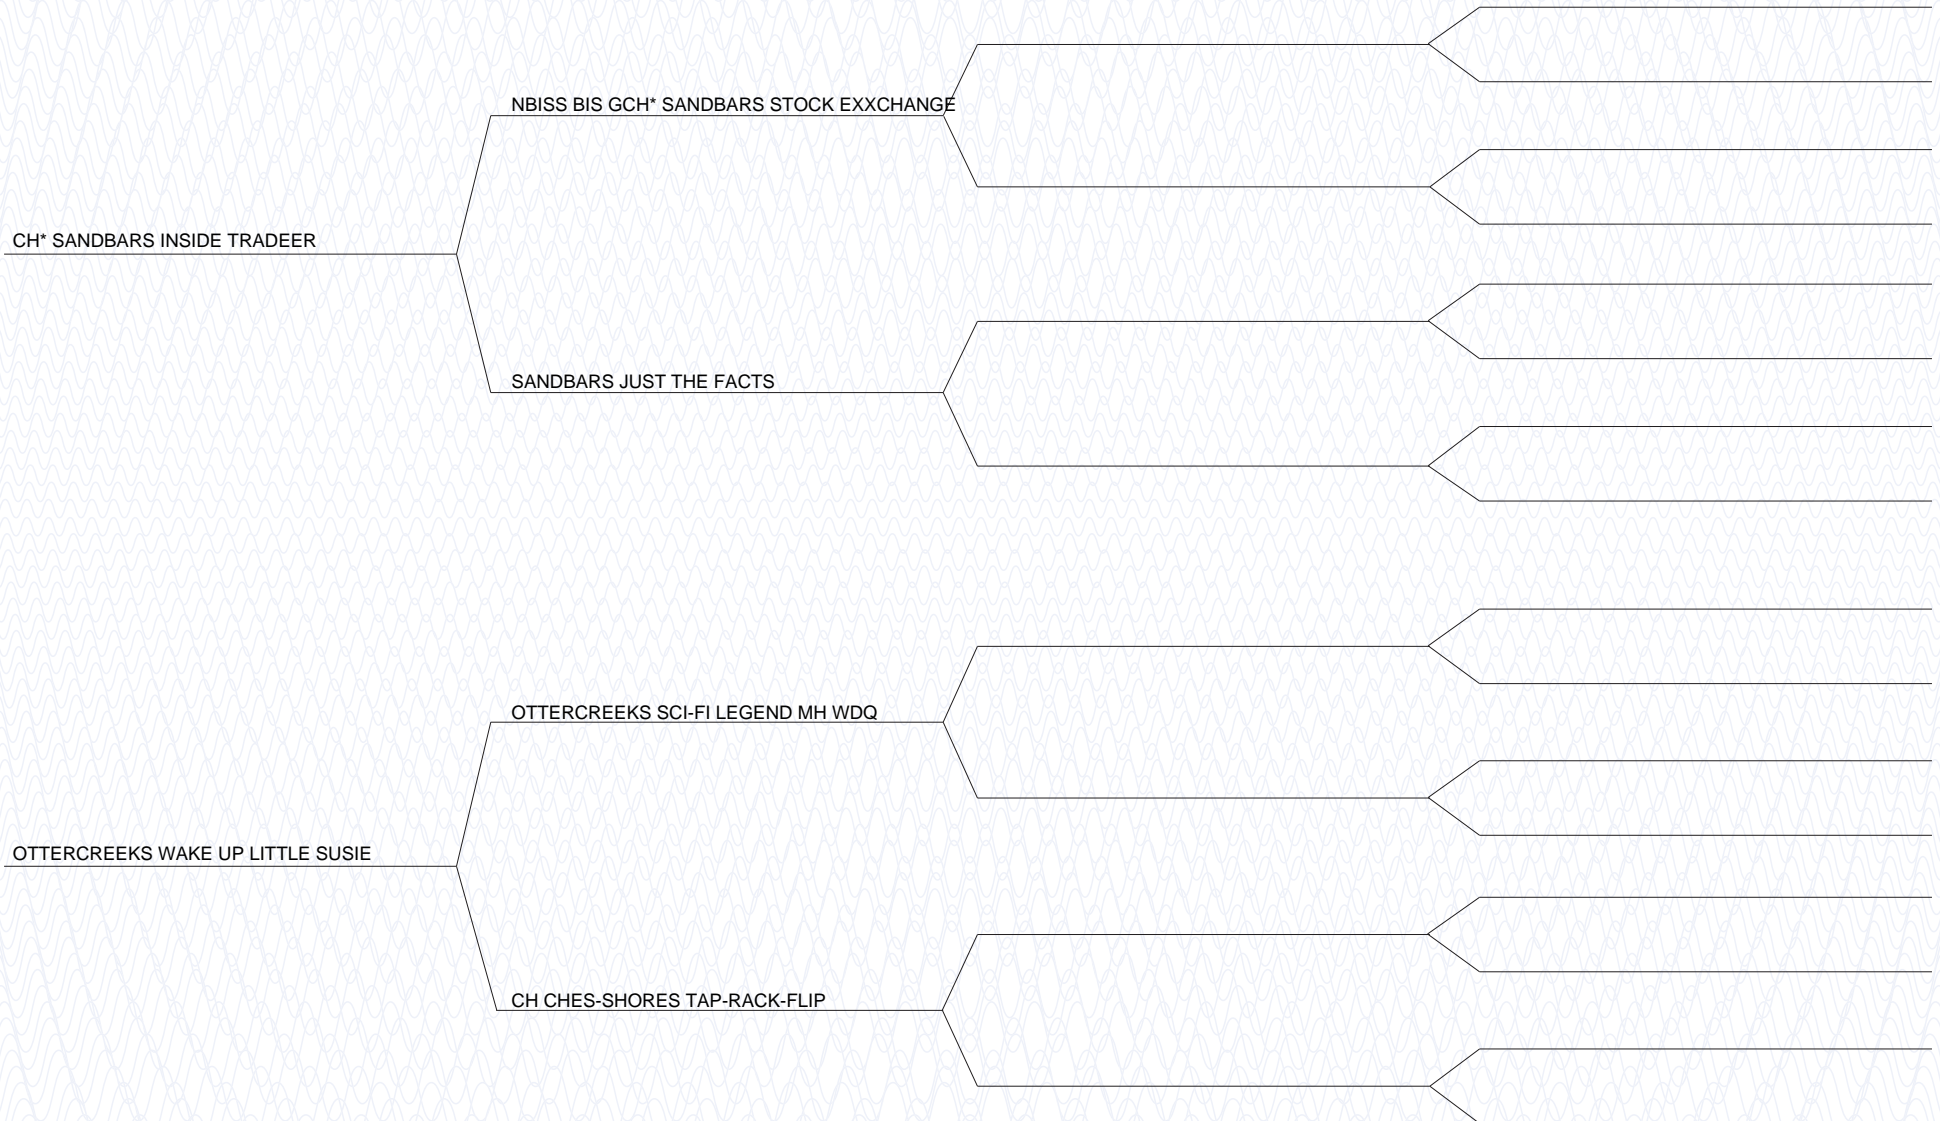 NBISS BIS GCH* SANDBARS STOCK EXXCHANGE
CH* SANDBARS INSIDE TRADEER
SANDBARS JUST THE FACTS
OTTERCREEKS SCI-FI LEGEND MH WDQ
OTTERCREEKS WAKE UP LITTLE SUSIE
CH CHES-SHORES TAP-RACK-FLIP